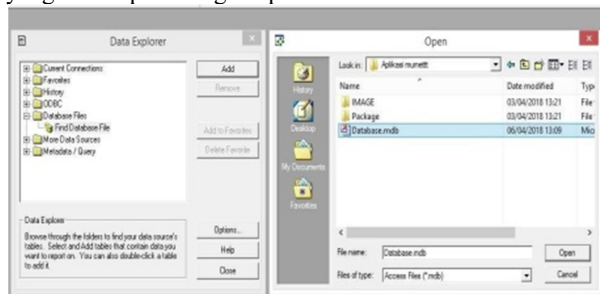 Data Explorer
Current Connections
Favorites
History
ODBC
Database Files
Find Database File
More Data Sources
Metadata / Query
Add
Remove
Add to Favorites
Delete Favorite
Data Explorer
Browse through the folders to find your data source's
tables. Select and Add tables that contain data you
want to report on. You can also double-click a table
to add it.
Options...
Help
Close
Open
Look in:
History
Desktop
My Documents
Favorites
Name
Date modified
Typ
IMAGE
03/04/2018 13:21
File
Package
03/04/2018 13:21
File
Database.mdb
06/04/2018 13:09
Mic
File name:
Database.mdb
Open
Files of type:
Access Files (*.mdb)
Cancel